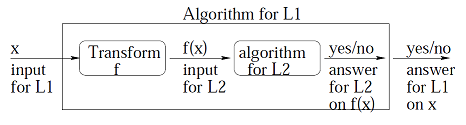 Algorithm for L1
x
input
for L1
Transform
f
f(x)
input
for L2
algorithm
for L2
yes/no
answer
for L2
on f(x)
yes/no
answer
for L1
on x